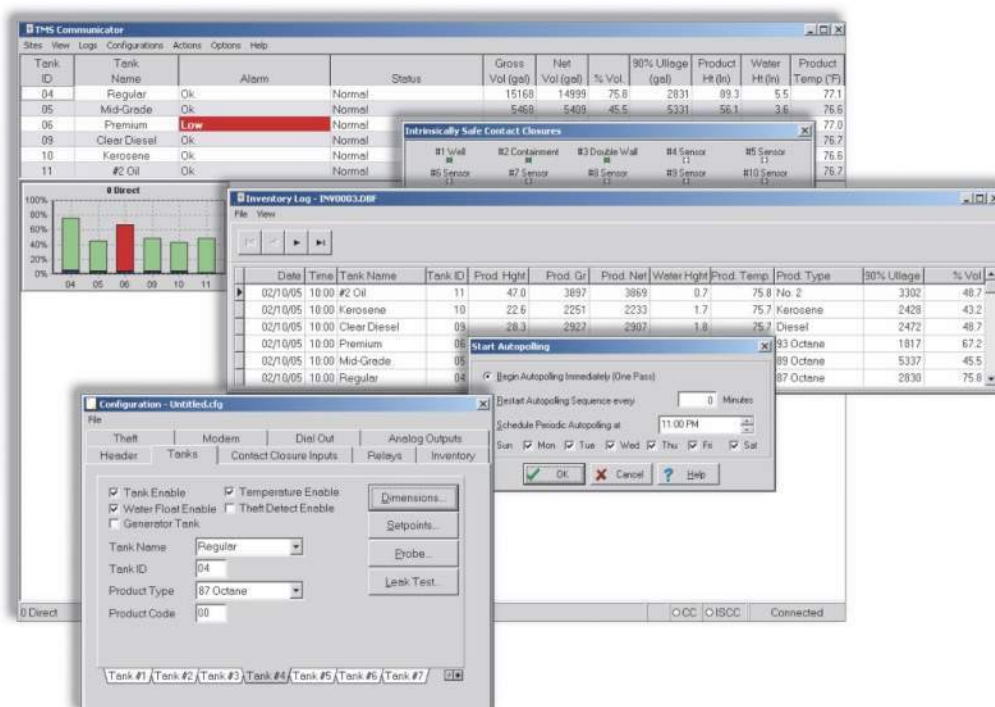 TMS Communicator
Sites View Logs Configurations Actions Options Help
Tank ID Tank Name Alarm Status Gross Vol (gal) Net Vol (gal) % Vol. 90% Ullage (gal) Product Ht (In) Water Ht (In) Product Temp (°F)
04 Regular Ok Normal 15168 14999 75.8 2831 89.3 5.5 77.1
05 Mid-Grade Ok Normal 5468 5409 45.5 5331 56.1 3.6 76.6
06 Premium Low Normal 77.0
09 Clear Diesel Ok Normal 76.7
10 Kerosene Ok Normal 76.6
11 #2 Oil Ok Normal 76.7
Intrinsically Safe Contact Closures
#1 Well #2 Containment #3 Double Wall #4 Sensor #5 Sensor
#6 Sensor #7 Sensor #8 Sensor #9 Sensor #10 Sensor
0 Direct
100%
80%
60%
40%
20%
0%
04 05 06 09 10 11
Inventory Log - INV0003.DBF
File View
Date Time Tank Name Tank ID Prod. Hght Prod. Gr Prod. Net Water Hght Prod. Temp Prod. Type 90% Ullage % Vol
02/10/05 10:00 #2 Oil 11 47.0 3897 3869 0.7 75.8 No. 2 3302 48.7
02/10/05 10:00 Kerosene 10 22.6 2251 2233 1.7 75.7 Kerosene 2428 43.2
02/10/05 10:00 Clear Diesel 09 28.3 2927 2907 1.8 75.7 Diesel 2472 48.7
02/10/05 10:00 Premium 06 93 Octane 1817 67.2
02/10/05 10:00 Mid-Grade 05 89 Octane 5337 45.5
02/10/05 10:00 Regular 04 87 Octane 2830 75.8
Start Autopolling
Begin Autopolling Immediately (One Pass)
Restart Autopolling Sequence every 0 Minutes
Schedule Periodic Autopolling at 11:00 PM
Sun Mon Tue Wed Thu Fri Sat
OK Cancel Help
Configuration - Untitled.cfg
File
Theft Modem Dial Out Analog Outputs
Header Tanks Contact Closure Inputs Relays Inventory
Tank Enable Temperature Enable
Water Float Enable Theft Detect Enable
Generator Tank
Dimensions...
Setpoints...
Probe...
Leak Test...
Tank Name Regular
Tank ID 04
Product Type 87 Octane
Product Code 00
Tank #1 Tank #2 Tank #3 Tank #4 Tank #5 Tank #6 Tank #7
0 Direct CC ISCC Connected